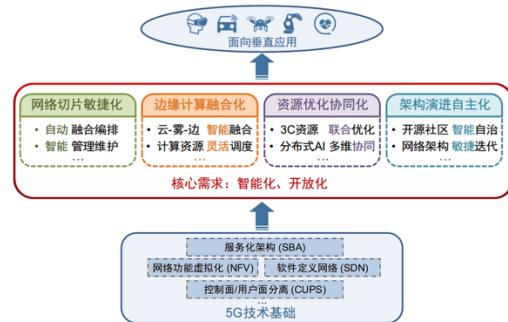 面向垂直应用
网络切片敏捷化
• 自动 融合编排
• 智能 管理维护
…
边缘计算融合化
• 云-雾-边 智能融合
• 计算资源 灵活调度
…
资源优化协同化
• 3C资源 联合优化
• 分布式AI 多维协同
…
架构演进自主化
• 开源社区 智能自治
• 网络架构 敏捷迭代
…
核心需求：智能化、开放化
服务化架构 (SBA)
网络功能虚拟化 (NFV) 软件定义网络 (SDN)
控制面/用户面分离 (CUPS)
…
5G技术基础